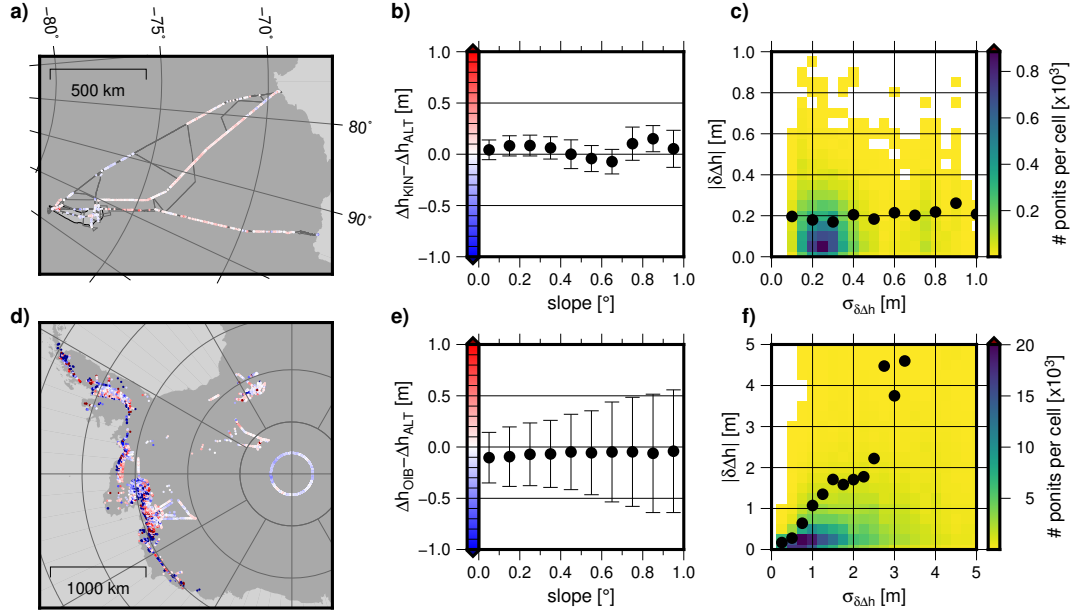 a)
−80°
−75°
−70°
500 km
80°
90°
b)
1.0
0.5
0.0
−0.5
−1.0
ΔhKIN−ΔhALT [m]
0.0 0.2 0.4 0.6 0.8 1.0
slope [°]
c)
1.0
0.8
0.6
0.4
0.2
0.0
|δΔh| [m]
0.0 0.2 0.4 0.6 0.8 1.0
σδΔh [m]
0.8
0.6
0.4
0.2
# ponits per cell [x10³]
d)
1000 km
e)
1.0
0.5
0.0
−0.5
−1.0
ΔhOIB−ΔhALT [m]
0.0 0.2 0.4 0.6 0.8 1.0
slope [°]
f)
5
4
3
2
1
0
|δΔh| [m]
0 1 2 3 4 5
σδΔh [m]
20
15
10
5
# ponits per cell [x10³]